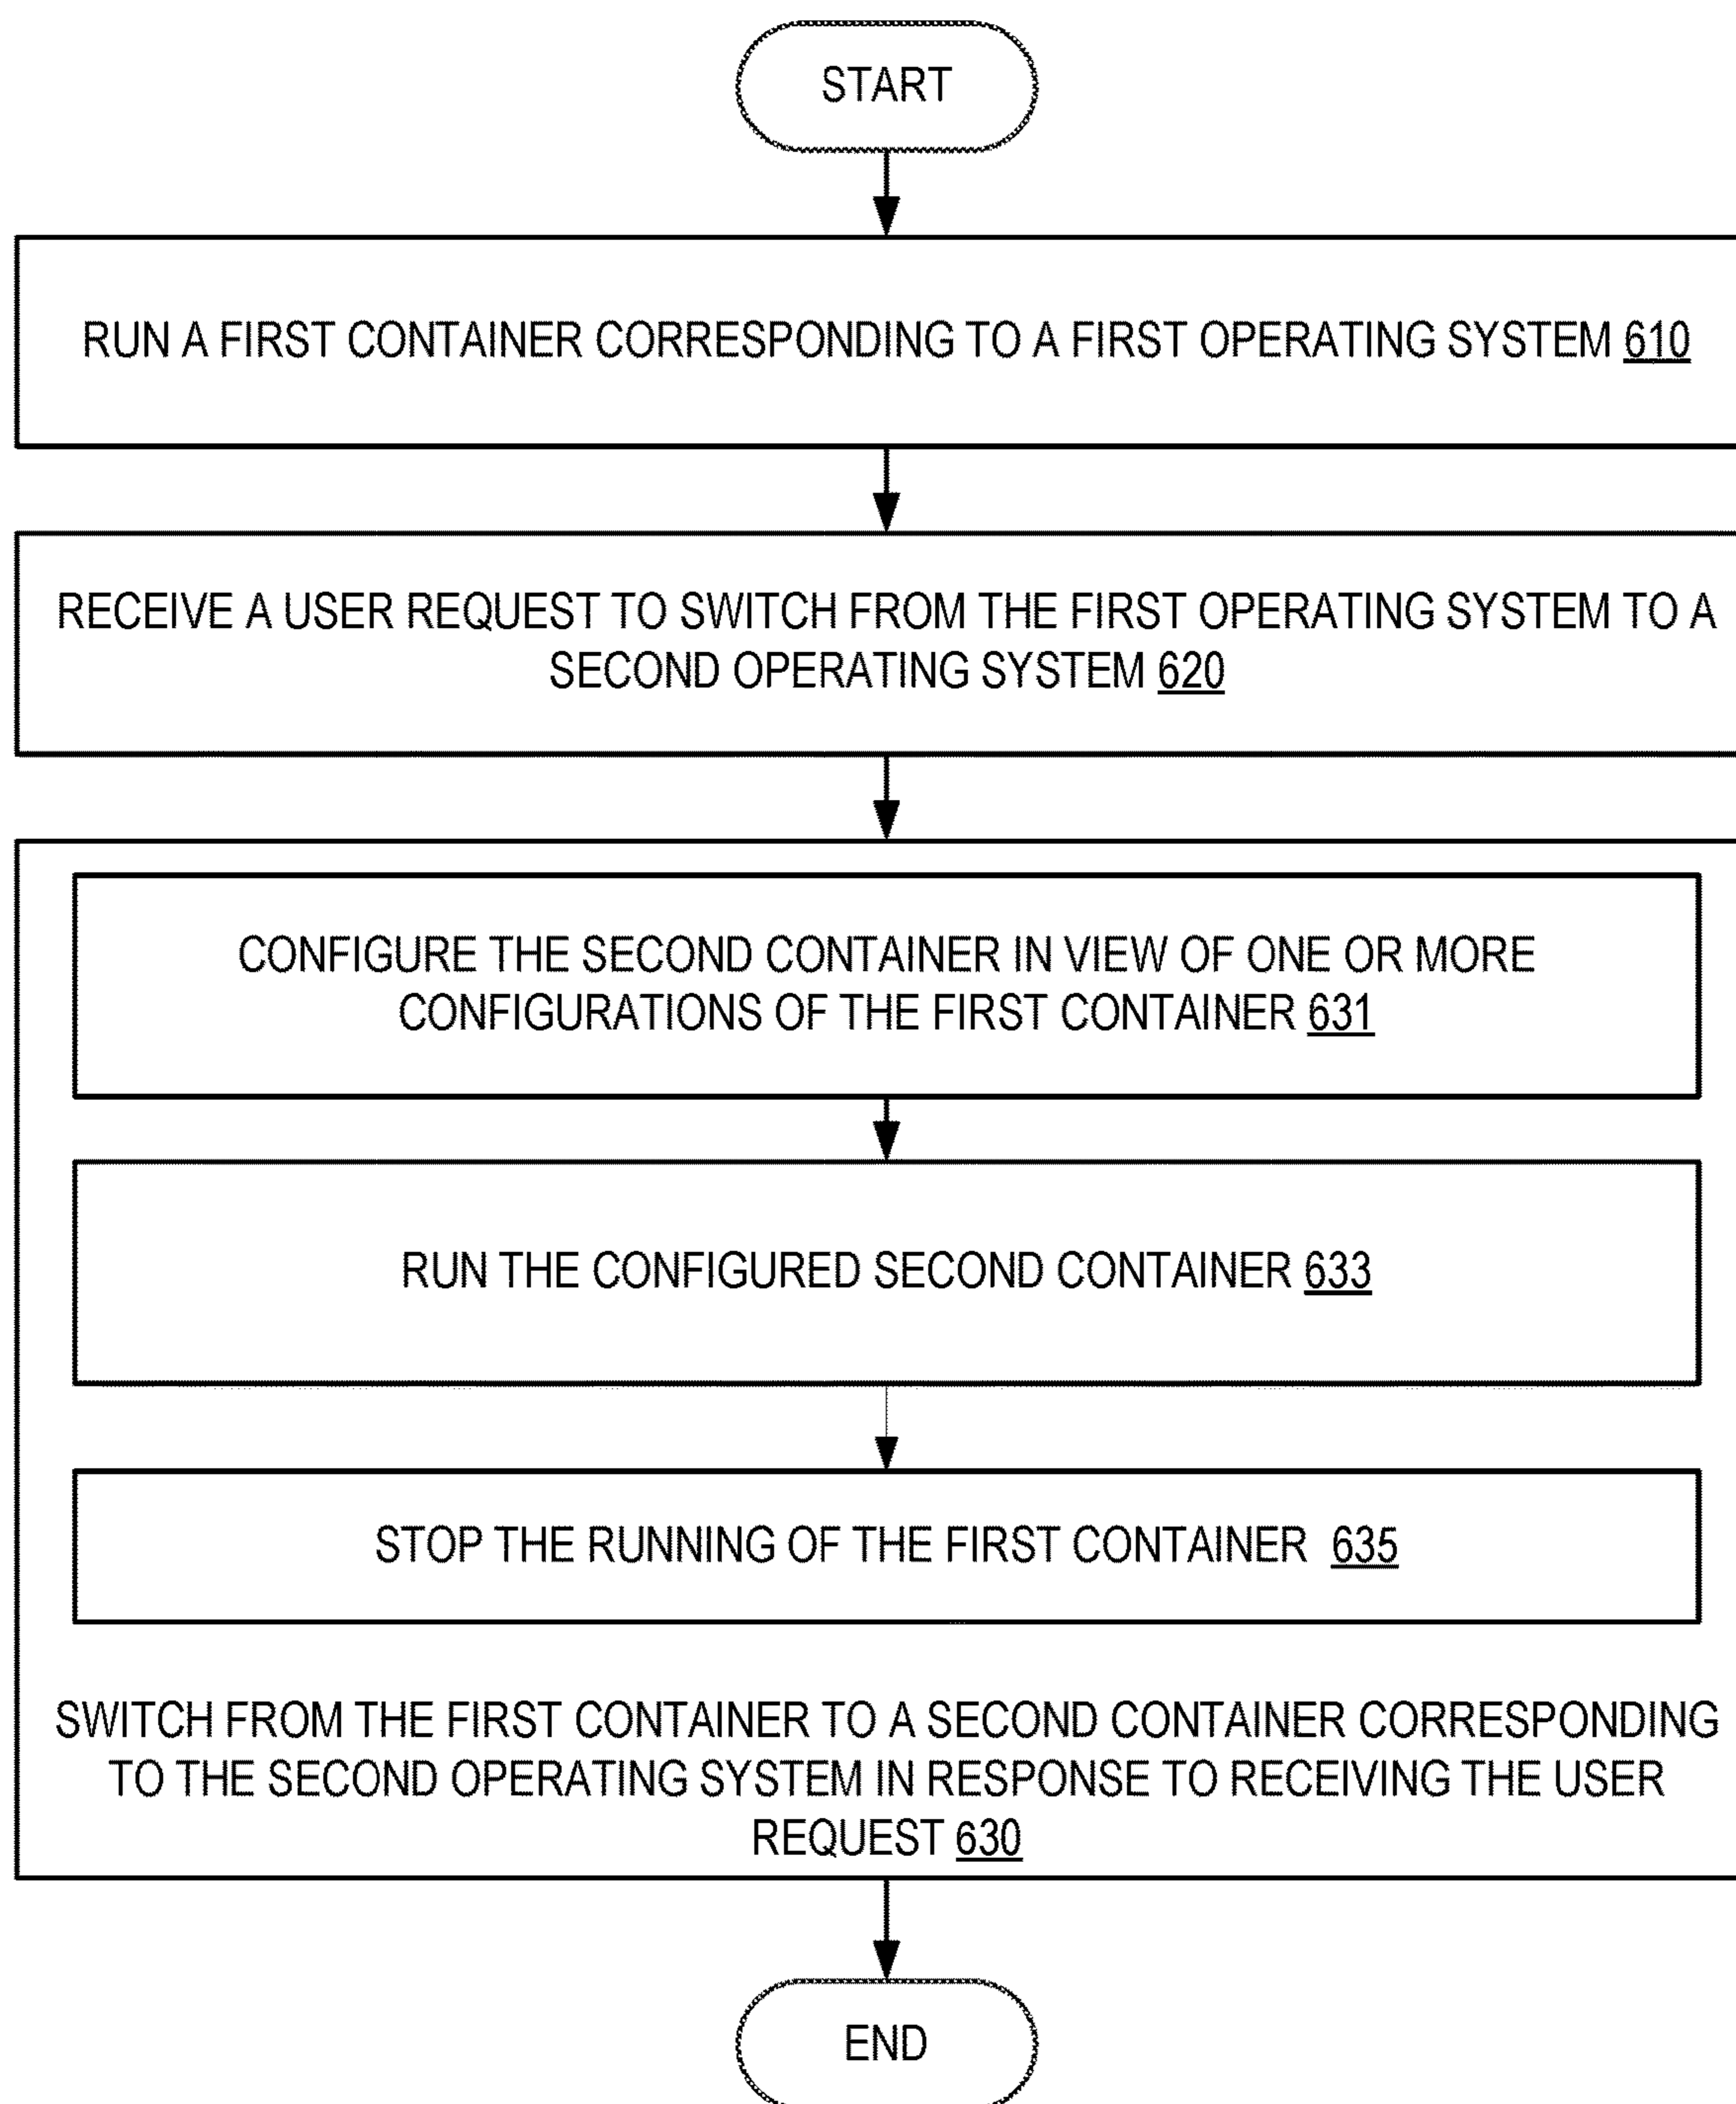 START
RUN A FIRST CONTAINER CORRESPONDING TO A FIRST OPERATING SYSTEM 610
RECEIVE A USER REQUEST TO SWITCH FROM THE FIRST OPERATING SYSTEM TO A
SECOND OPERATING SYSTEM 620
CONFIGURE THE SECOND CONTAINER IN VIEW OF ONE OR MORE
CONFIGURATIONS OF THE FIRST CONTAINER 631
RUN THE CONFIGURED SECOND CONTAINER 633
STOP THE RUNNING OF THE FIRST CONTAINER 635
SWITCH FROM THE FIRST CONTAINER TO A SECOND CONTAINER CORRESPONDING
TO THE SECOND OPERATING SYSTEM IN RESPONSE TO RECEIVING THE USER
REQUEST 630
END